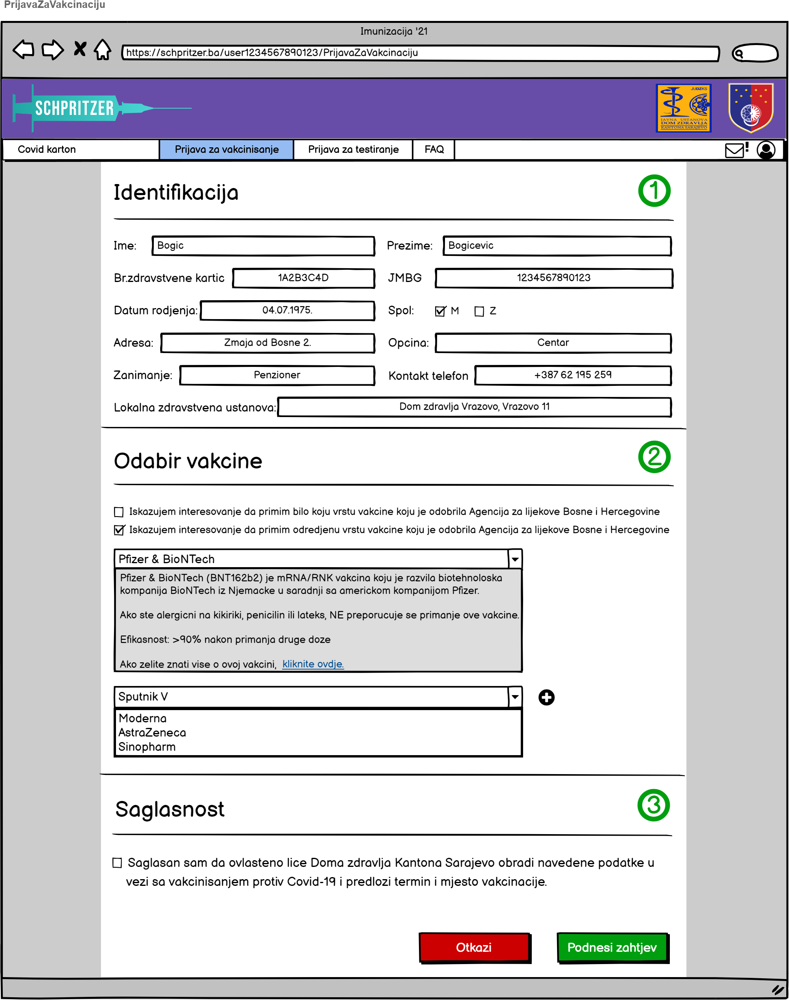 PrijavaZaVakcinaciju
Imunizacija '21
https://schpritzer.ba/user1234567890123/PrijavaZaVakcinaciju
SCHPRITZER
JUDZKS
JAVNA USTANOVA
DOM ZDRAVLJA
KANTONA SARAJEVO
Covid karton Prijava za vakcinisanje Prijava za testiranje FAQ !
Identifikacija 1
Ime: Bogic Prezime: Bogicevic
Br.zdravstvene kartic 1A2B3C4D JMBG 1234567890123
Datum rodjenja: 04.07.1975. Spol: M Z
Adresa: Zmaja od Bosne 2. Opcina: Centar
Zanimanje: Penzioner Kontakt telefon +387 62 195 259
Lokalna zdravstvena ustanova: Dom zdravlja Vrazovo, Vrazovo 11
Odabir vakcine 2
Iskazujem interesovanje da primim bilo koju vrstu vakcine koju je odobrila Agencija za lijekove Bosne i Hercegovine
Iskazujem interesovanje da primim odredjenu vrstu vakcine koju je odobrila Agencija za lijekove Bosne i Hercegovine
Pfizer & BioNTech
Pfizer & BioNTech (BNT162b2) je mRNA/RNK vakcina koju je razvila biotehnoloska
kompanija BioNTech iz Njemacke u saradnji sa americkom kompanijom Pfizer.
Ako ste alergicni na kikiriki, penicilin ili lateks, NE preporucuje se primanje ove vakcine.
Efikasnost: >90% nakon primanja druge doze
Ako zelite znati vise o ovoj vakcini, kliknite ovdje.
Sputnik V
Moderna
AstraZeneca
Sinopharm
Saglasnost 3
Saglasan sam da ovlasteno lice Doma zdravlja Kantona Sarajevo obradi navedene podatke u
vezi sa vakcinisanjem protiv Covid-19 i predlozi termin i mjesto vakcinacije.
Otkazi Podnesi zahtjev